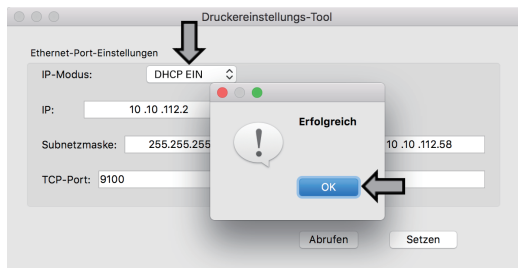 Druckereinstellungs-Tool
Ethernet-Port-Einstellungen
IP-Modus: DHCP EIN
IP: 10 .10 .112.2
Erfolgreich
Subnetzmaske: 255.255.255 10 .10 .112.58
TCP-Port: 9100
OK
Abrufen Setzen